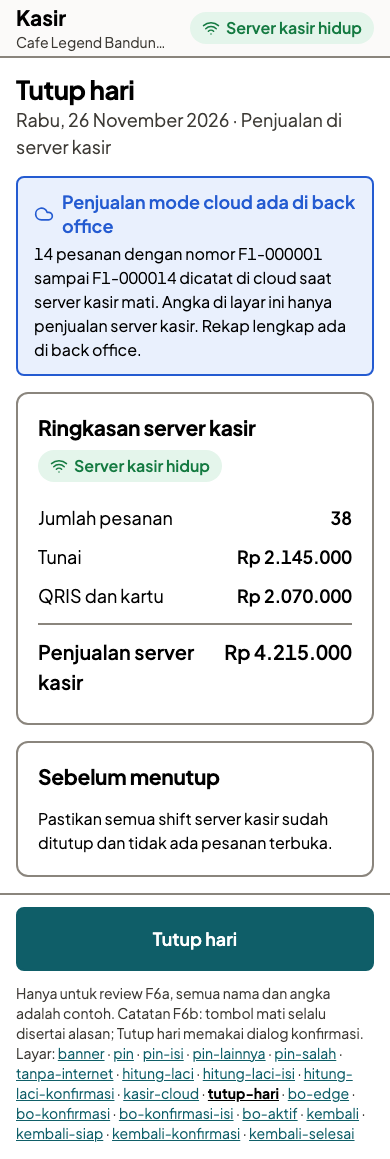 Kasir
Cafe Legend Bandun...
Server kasir hidup
Tutup hari
Rabu, 26 November 2026 · Penjualan di
server kasir
Penjualan mode cloud ada di back
office
14 pesanan dengan nomor F1-000001
sampai F1-000014 dicatat di cloud saat
server kasir mati. Angka di layar ini hanya
penjualan server kasir. Rekap lengkap ada
di back office.
Ringkasan server kasir
Server kasir hidup
Jumlah pesanan 38
Tunai Rp 2.145.000
QRIS dan kartu Rp 2.070.000
Penjualan server Rp 4.215.000
kasir
Sebelum menutup
Pastikan semua shift server kasir sudah
ditutup dan tidak ada pesanan terbuka.
Tutup hari
Hanya untuk review F6a, semua nama dan angka
adalah contoh. Catatan F6b: tombol mati selalu
disertai alasan; Tutup hari memakai dialog konfirmasi.
Layar: banner · pin · pin-isi · pin-lainnya · pin-salah ·
tanpa-internet · hitung-laci · hitung-laci-isi · hitung-
laci-konfirmasi · kasir-cloud · tutup-hari · bo-edge ·
bo-konfirmasi · bo-konfirmasi-isi · bo-aktif · kembali ·
kembali-siap · kembali-konfirmasi · kembali-selesai